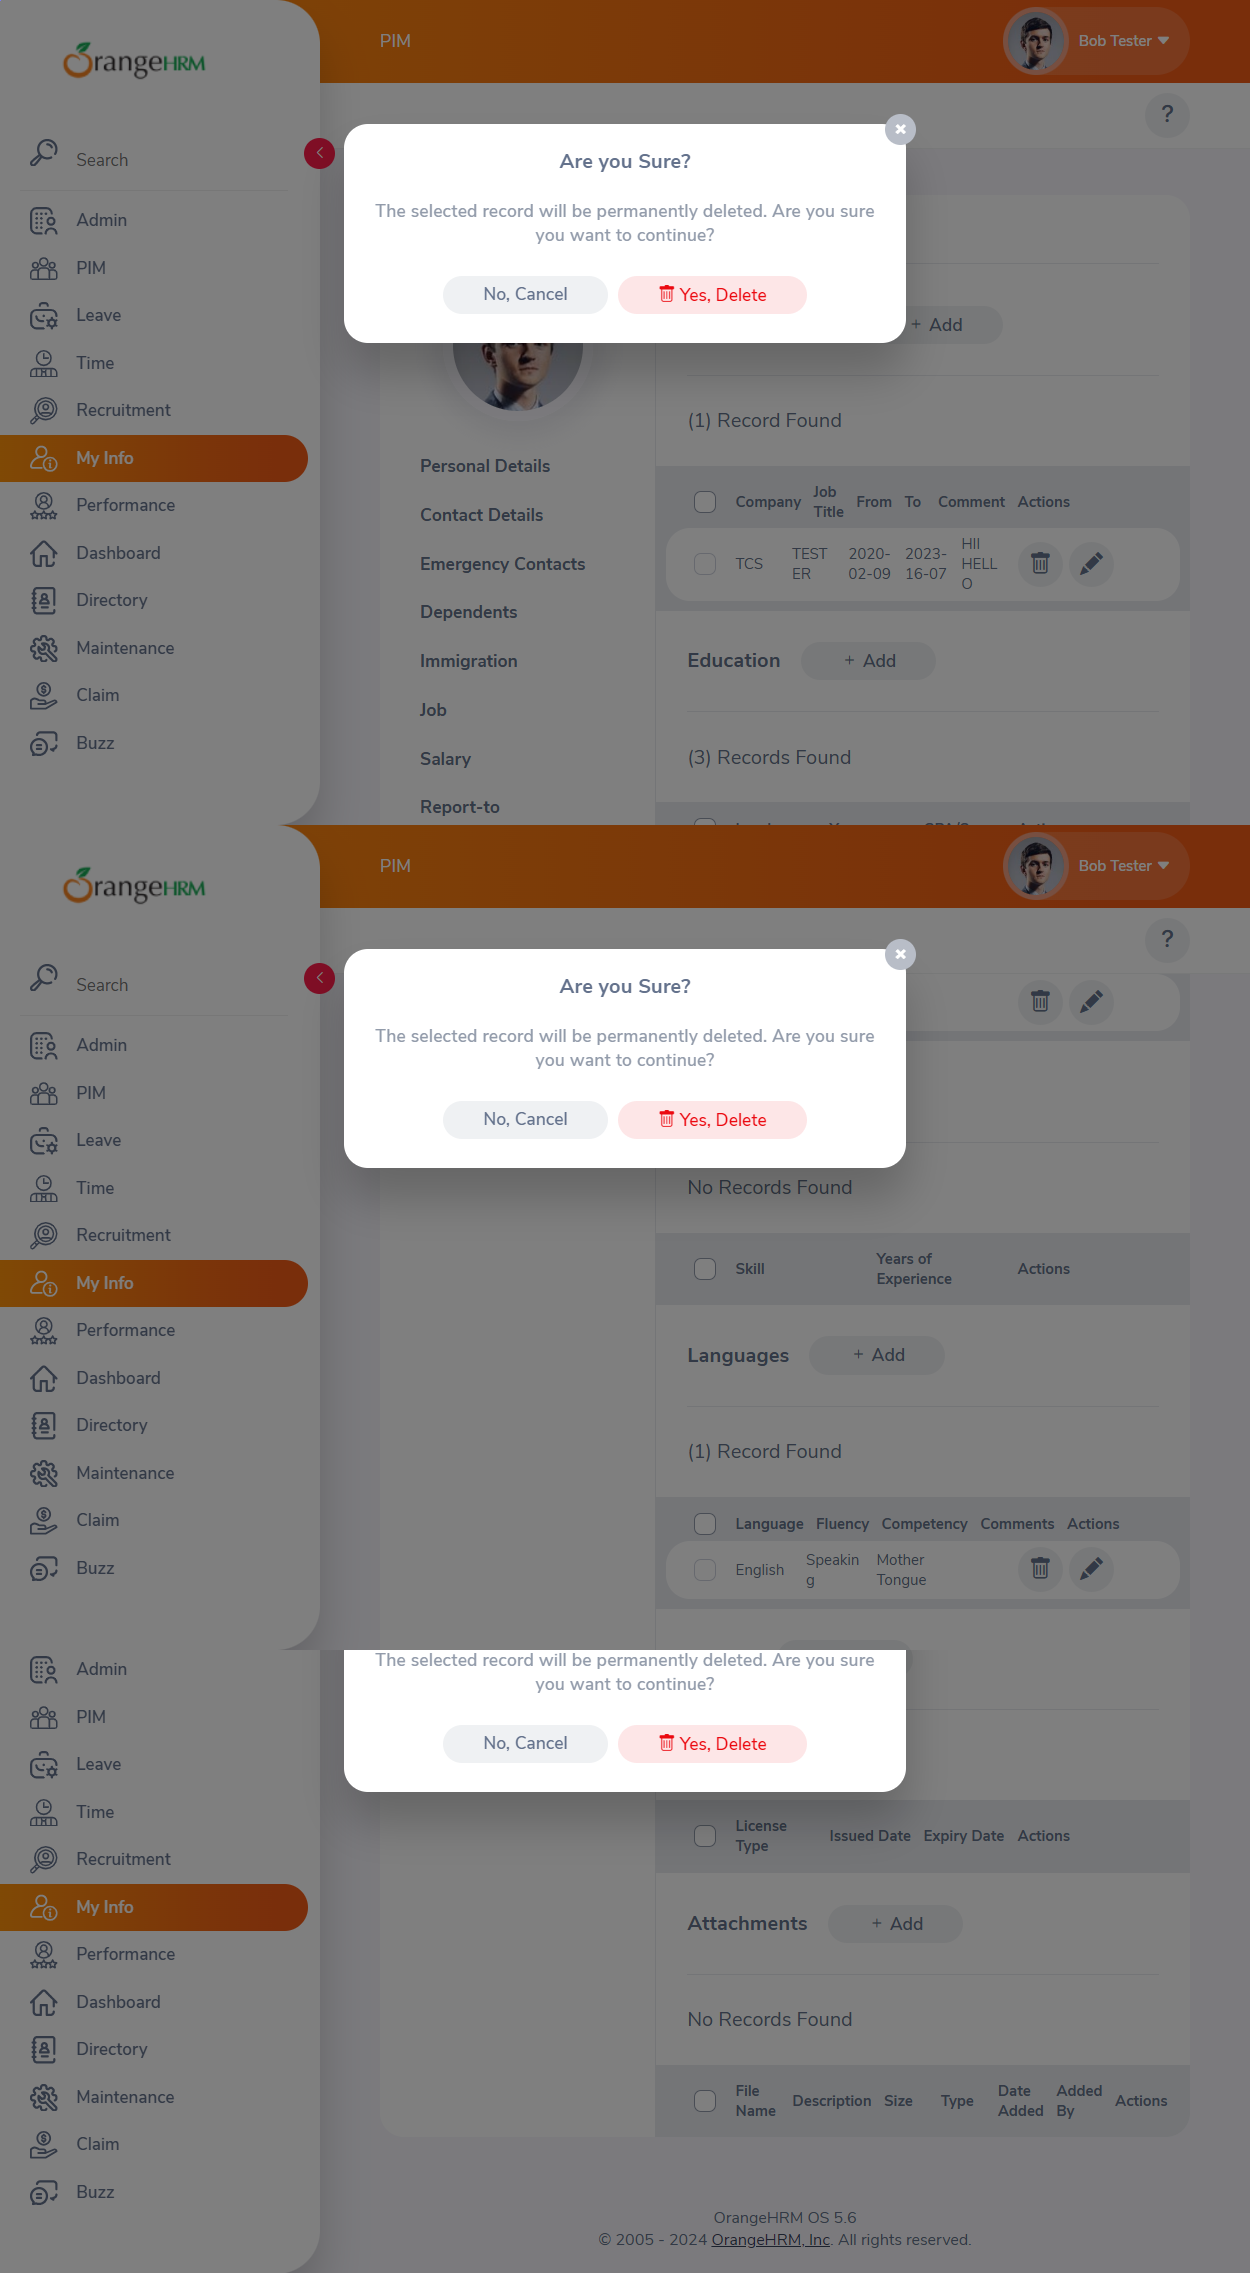 OrangeHRM
PIM
Bob Tester
?
Search
Admin
PIM
Leave
Time
Recruitment
My Info
Performance
Dashboard
Directory
Maintenance
Claim
Buzz
Are you Sure?
The selected record will be permanently deleted. Are you sure
you want to continue?
No, Cancel
Yes, Delete
+ Add
Personal Details
Contact Details
Emergency Contacts
Dependents
Immigration
Job
Salary
Report-to
(1) Record Found
Company Job Title From To Comment Actions
TCS TEST 2020- 2023- HII
ER 02-09 16-07 HELL
O
Education + Add
(3) Records Found
OrangeHRM
PIM
Bob Tester
?
Search
Admin
PIM
Leave
Time
Recruitment
My Info
Performance
Dashboard
Directory
Maintenance
Claim
Buzz
Are you Sure?
The selected record will be permanently deleted. Are you sure
you want to continue?
No, Cancel
Yes, Delete
No Records Found
Skill Years of Actions
Experience
Languages + Add
(1) Record Found
Language Fluency Competency Comments Actions
English Speakin Mother
g Tongue
Admin
PIM
Leave
Time
Recruitment
My Info
Performance
Dashboard
Directory
Maintenance
Claim
Buzz
The selected record will be permanently deleted. Are you sure
you want to continue?
No, Cancel
Yes, Delete
License Issued Date Expiry Date Actions
Type
Attachments + Add
No Records Found
File Description Size Type Date Added Actions
Name Added By
OrangeHRM OS 5.6
© 2005 - 2024 OrangeHRM, Inc. All rights reserved.